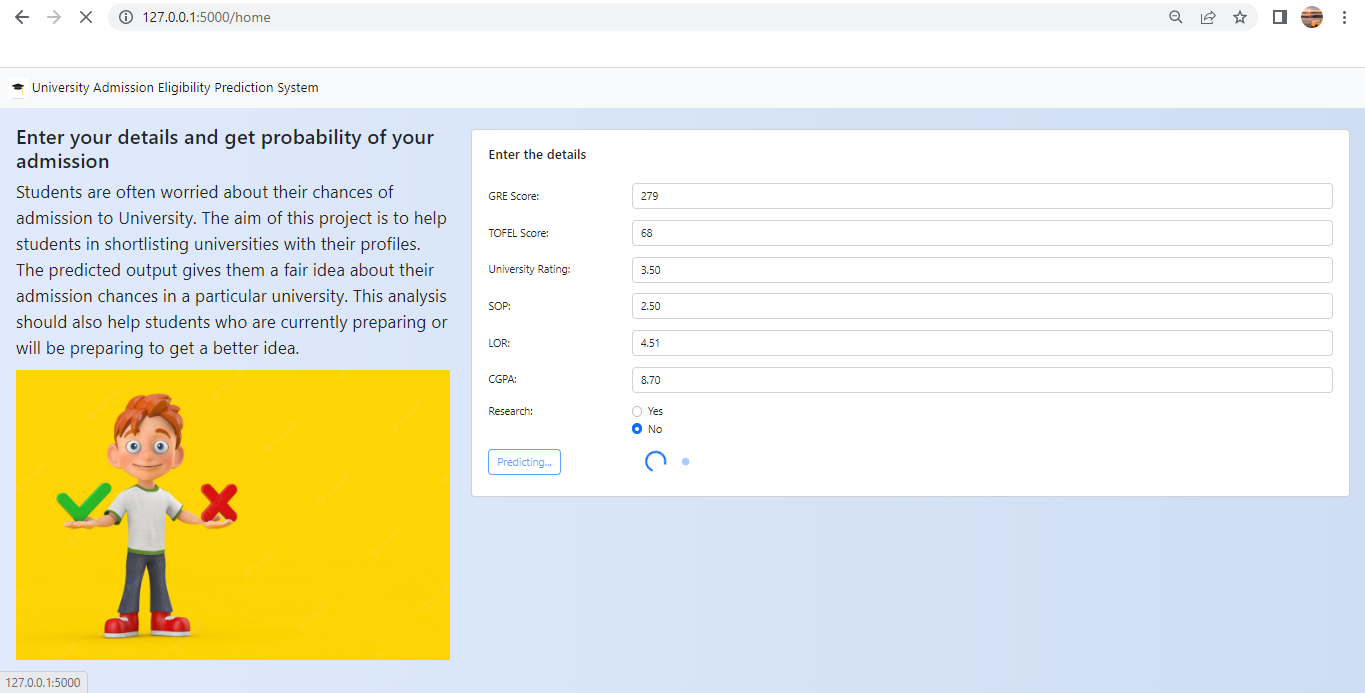 127.0.0.1:5000/home
University Admission Eligibility Prediction System
Enter your details and get probability of your
admission
Students are often worried about their chances of
admission to University. The aim of this project is to help
students in shortlisting universities with their profiles.
The predicted output gives them a fair idea about their
admission chances in a particular university. This analysis
should also help students who are currently preparing or
will be preparing to get a better idea.
Enter the details
GRE Score: 279
TOFEL Score: 68
University Rating: 3.50
SOP: 2.50
LOR: 4.51
CGPA: 8.70
Research: Yes
No
Predicting...
127.0.0.1:5000